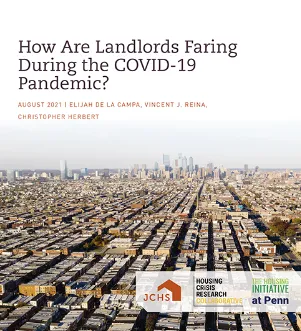 How Are Landlords Faring
During the COVID-19
Pandemic?
AUGUST 2021 | ELIJAH DE LA CAMPA, VINCENT J. REINA,
CHRISTOPHER HERBERT
JCHS
HOUSING
CRISIS
RESEARCH
COLLABORATIVE
THE HOUSING
INITIATIVE
at Penn